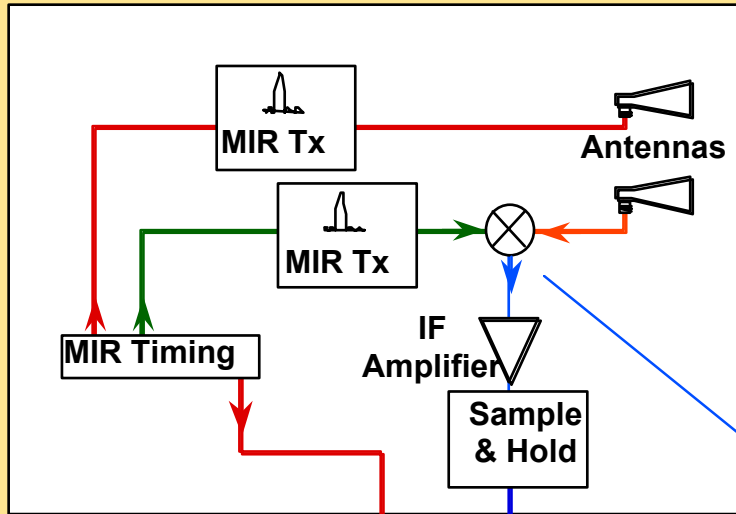 MIR Tx
Antennas
MIR Tx
MIR Timing
IF
Amplifier
Sample
& Hold